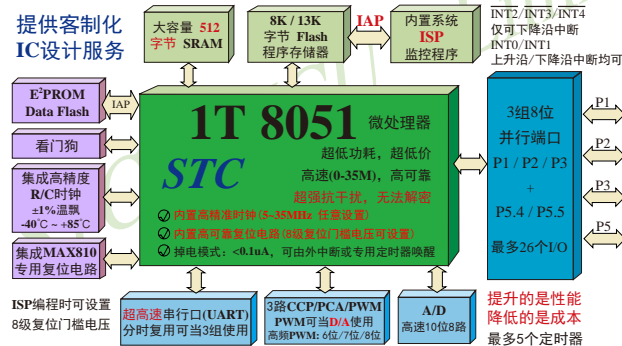 提供客制化
IC设计服务
大容量 512
字节 SRAM
8K / 13K
字节 Flash
程序存储器
IAP
内置系统
ISP
监控程序
INT2/INT3/INT4
仅可下降沿中断
INT0/INT1
上升沿/下降沿中断均可
E²PROM
Data Flash
IAP
看门狗
集成高精度
R/C时钟
±1%温飘
-40℃ ~ +85℃
集成MAX810
专用复位电路
ISP编程时可设置
8级复位门槛电压
1T 8051 微处理器
STC
超低功耗，超低价
高速(0-35M)，高可靠
超强抗干扰，无法解密
内置高精准时钟(5~35MHz 任意设置)
内置高可靠复位电路(8级复位门槛电压可设置)
掉电模式：<0.1uA，可由外中断或专用定时器唤醒
3组8位
并行端口
P1 / P2 / P3
+
P5.4 / P5.5
最多26个I/O
P1
P2
P3
P5
超高速串行口(UART)
分时复用可当3组使用
3路CCP/PCA/PWM
PWM可当D/A使用
高频PWM: 6位/7位/8位
A/D
高速10位8路
提升的是性能
降低的是成本
最多5个定时器